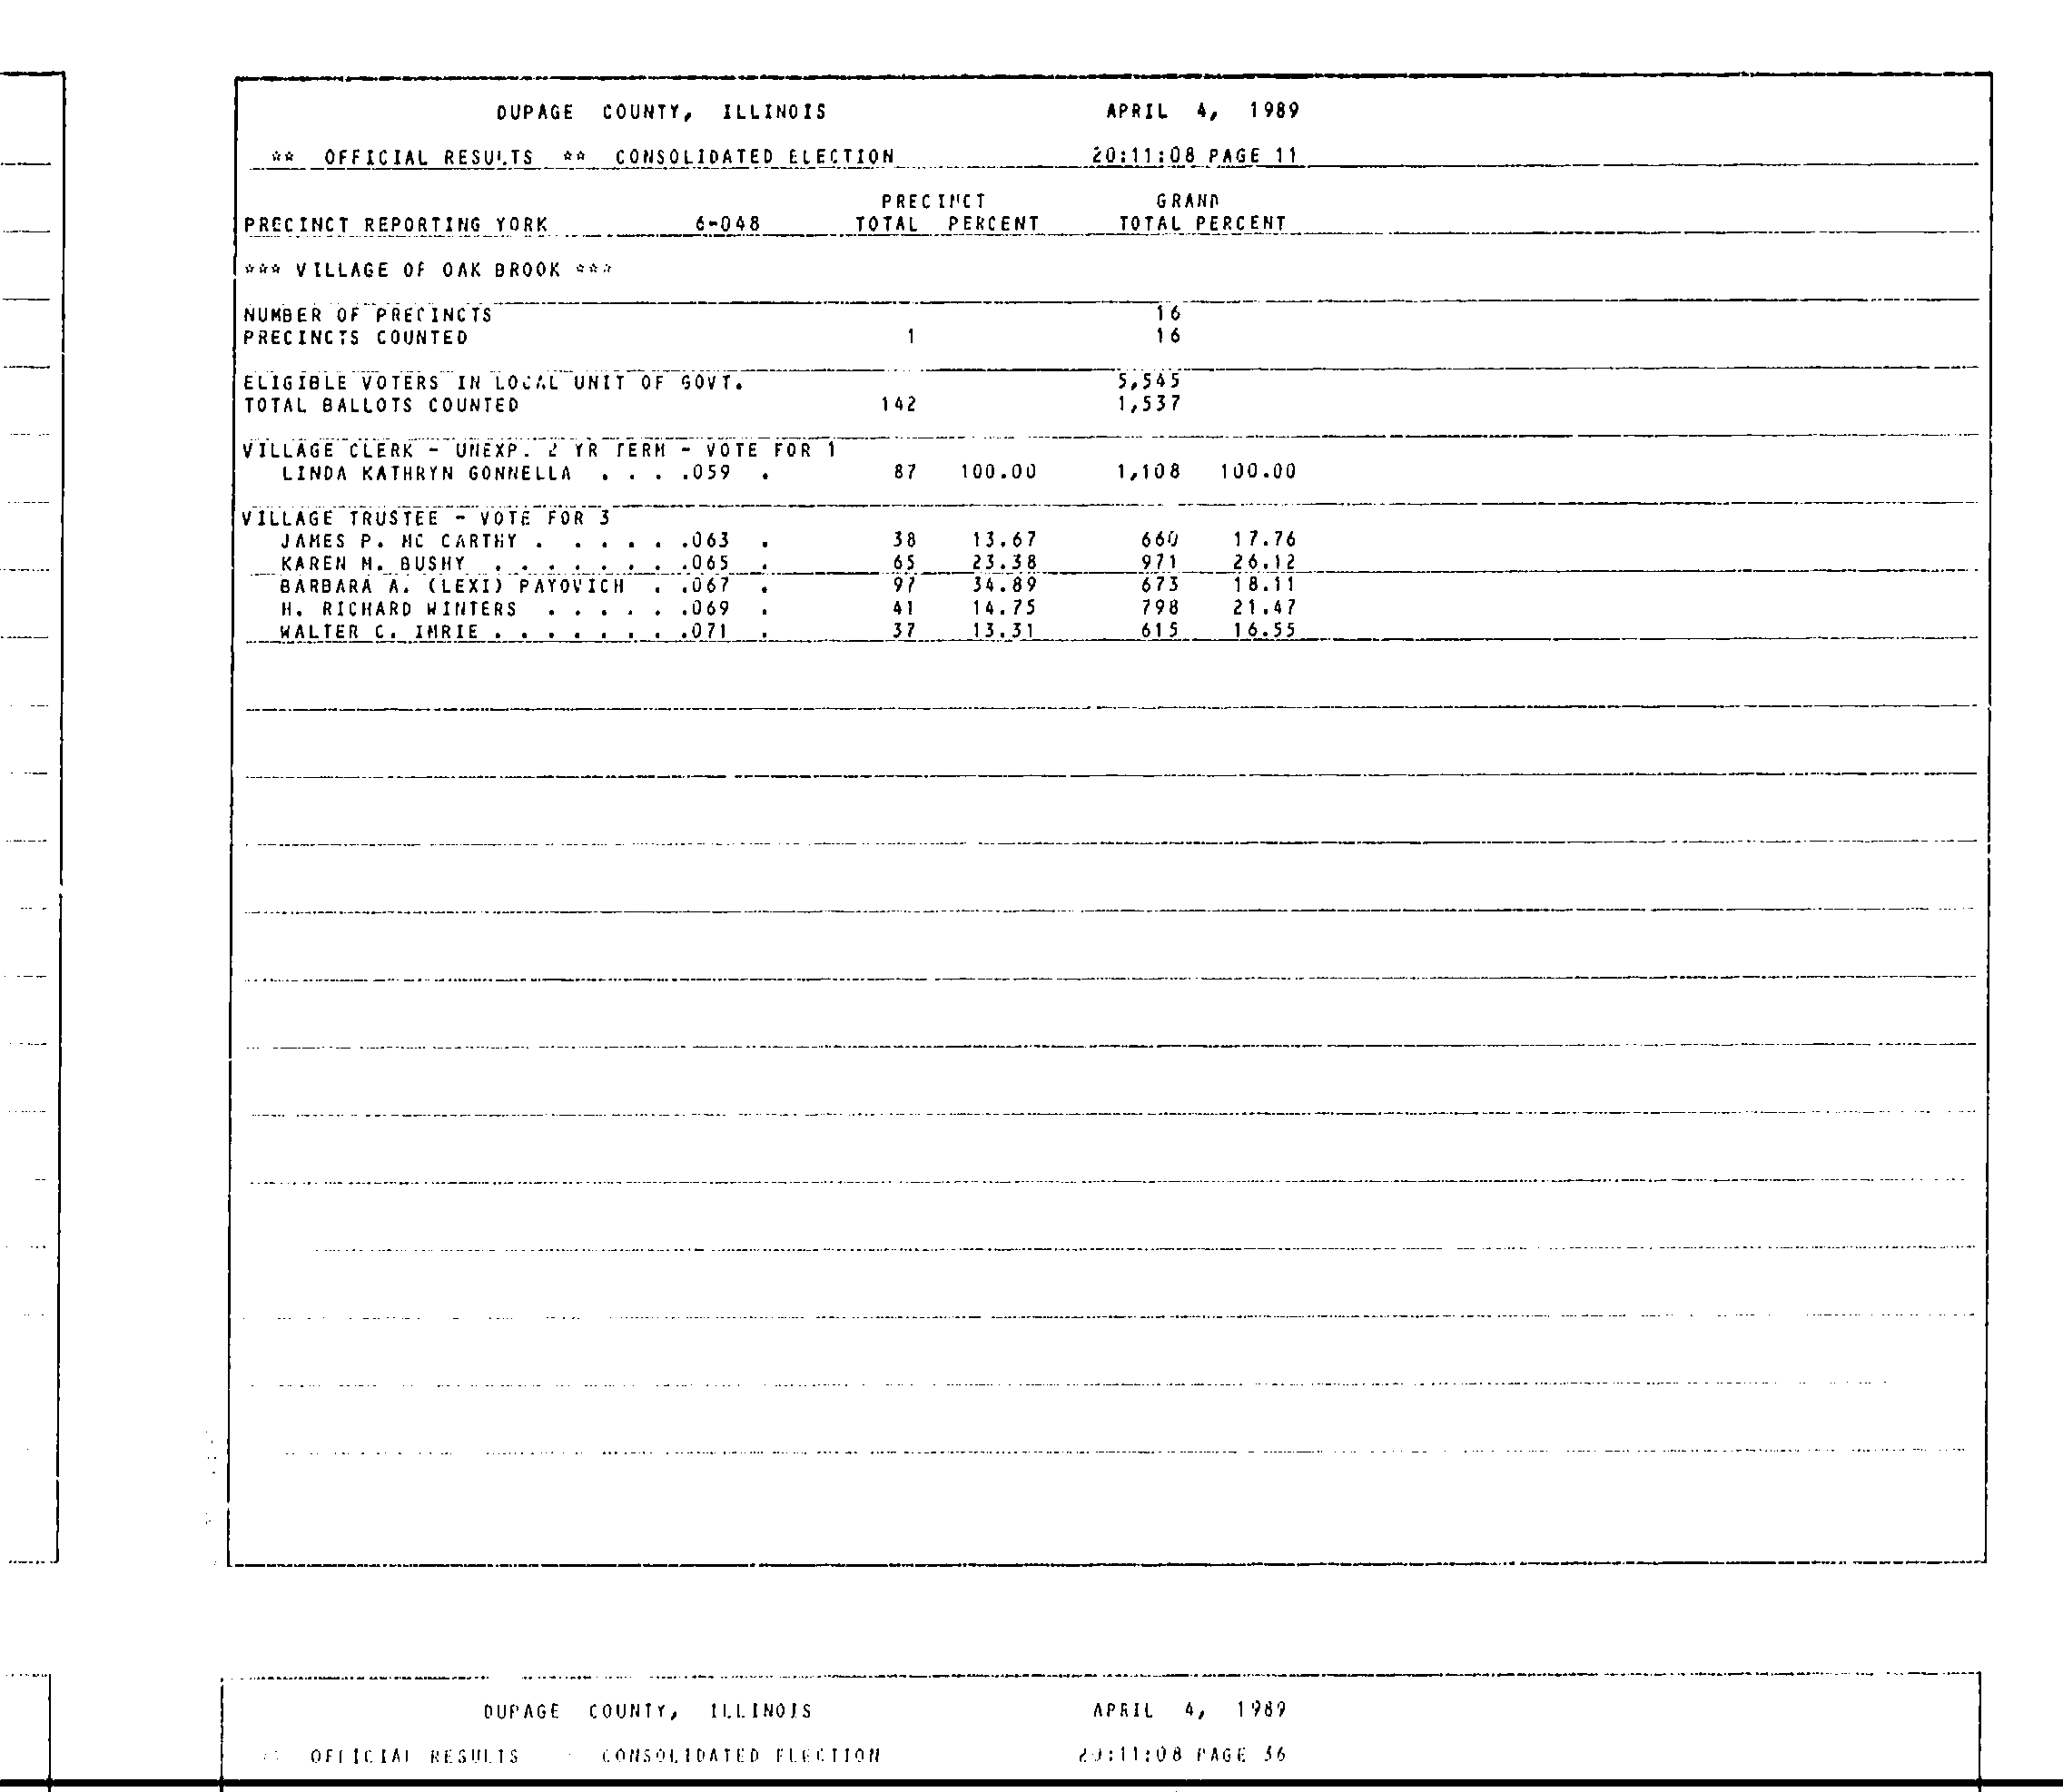 DUPAGE COUNTY, ILLINOIS APRIL 4, 1989
** OFFICIAL RESULTS ** CONSOLIDATED ELECTION 20:11:08 PAGE 11
PRECINCT GRAND
PRECINCT REPORTING YORK 6-048 TOTAL PERCENT TOTAL PERCENT
*** VILLAGE OF OAK BROOK ***
NUMBER OF PRECINCTS 16
PRECINCTS COUNTED 1 16
ELIGIBLE VOTERS IN LOCAL UNIT OF GOVT. 5,545
TOTAL BALLOTS COUNTED 142 1,537
VILLAGE CLERK - UNEXP. 2 YR TERM - VOTE FOR 1
LINDA KATHRYN GONNELLA . . . .059 . 87 100.00 1,108 100.00
VILLAGE TRUSTEE - VOTE FOR 3
JAMES P. MC CARTHY . . . . . .063 . 38 13.67 660 17.76
KAREN M. BUSHY . . . . . . . .065 . 65 23.38 971 26.12
BARBARA A. (LEXI) PAYOVICH . .067 . 97 34.89 673 18.11
H. RICHARD WINTERS . . . . . .069 . 41 14.75 798 21.47
WALTER C. IMRIE . . . . . . . .071 . 37 13.31 615 16.55
DUPAGE COUNTY, ILLINOIS APRIL 4, 1989
OFFICIAL RESULTS CONSOLIDATED ELECTION 20:11:08 PAGE 36